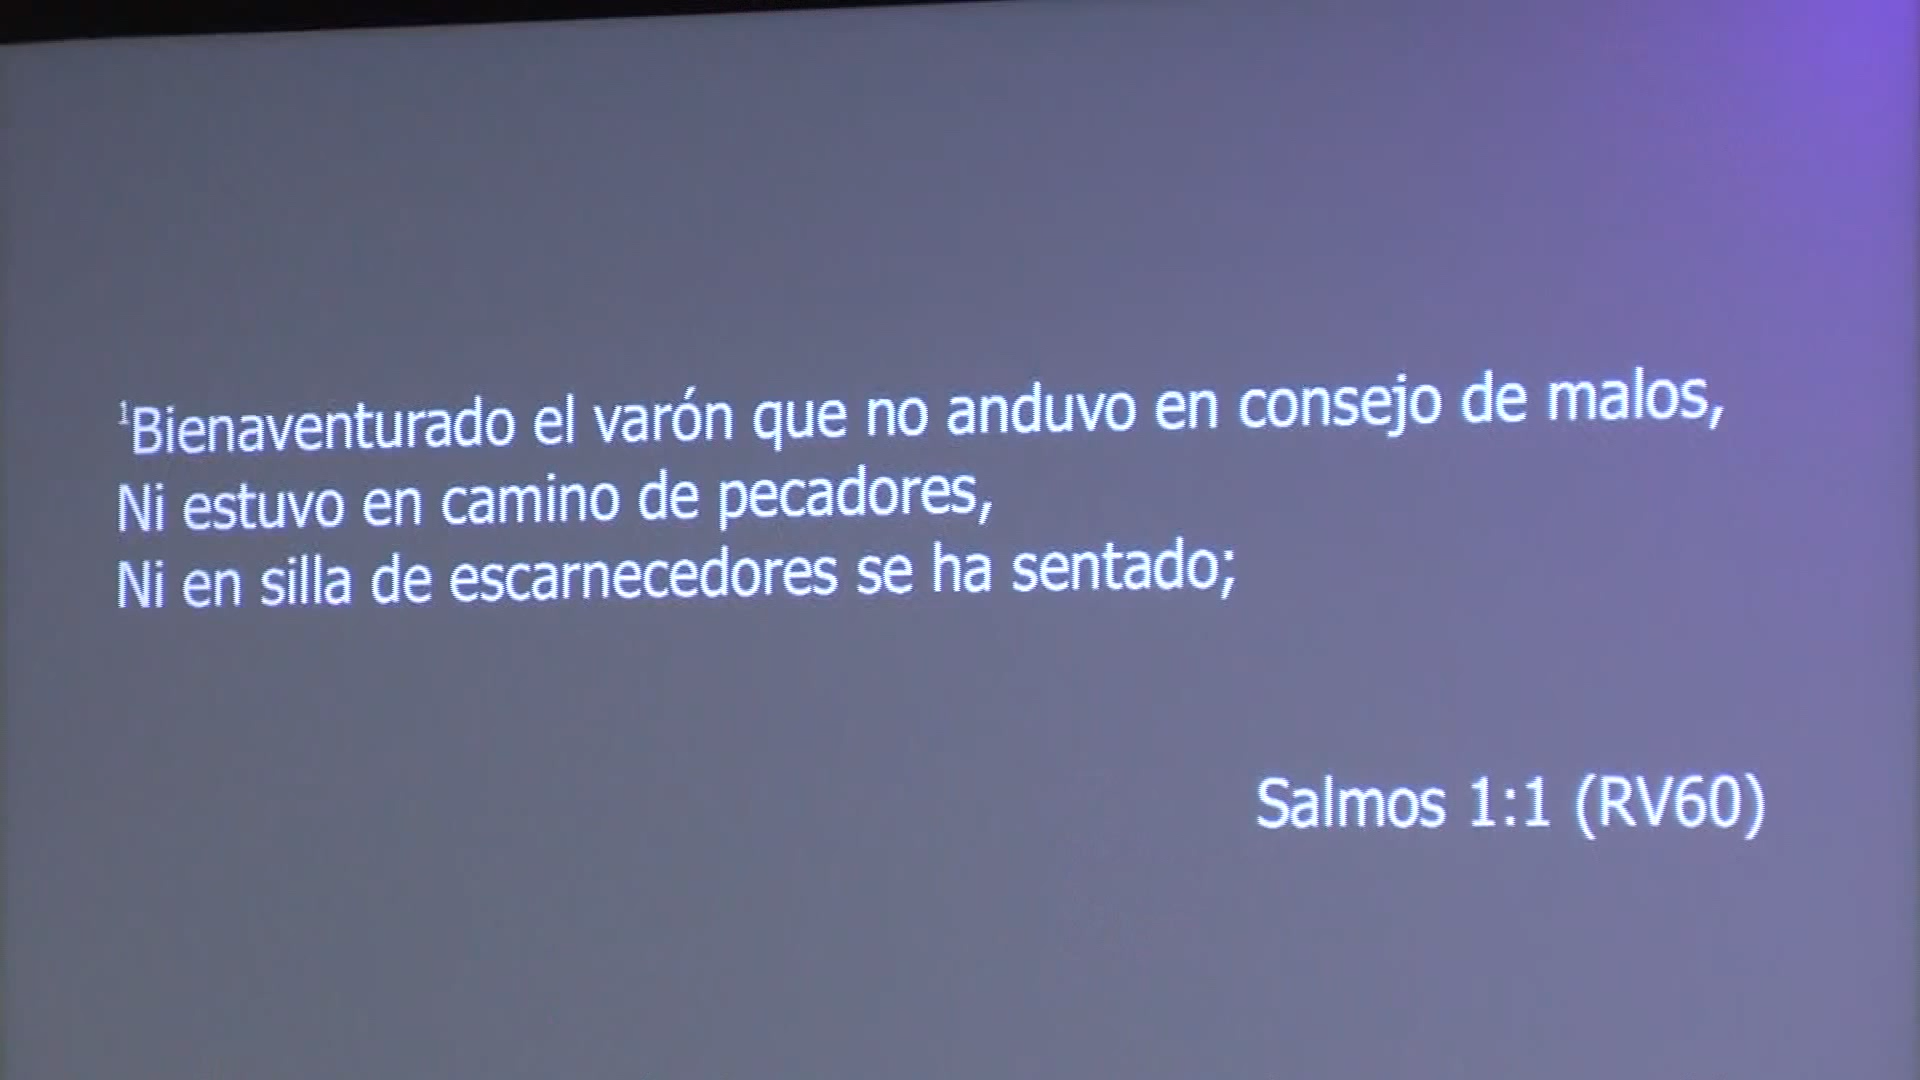 ¹Bienaventurado el varón que no anduvo en consejo de malos,
Ni estuvo en camino de pecadores,
Ni en silla de escarnecedores se ha sentado;
Salmos 1:1 (RV60)